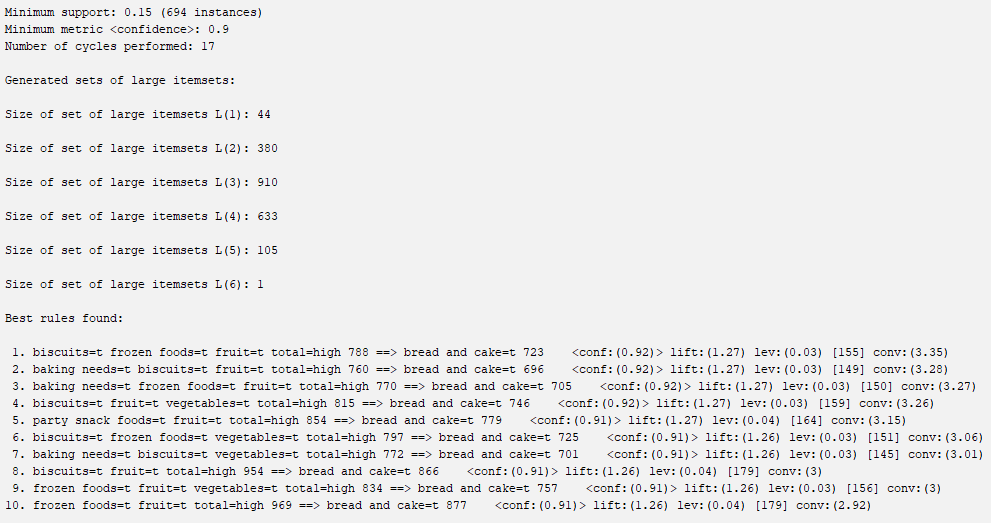 Minimum support: 0.15 (694 instances)
Minimum metric <confidence>: 0.9
Number of cycles performed: 17
Generated sets of large itemsets:
Size of set of large itemsets L(1): 44
Size of set of large itemsets L(2): 380
Size of set of large itemsets L(3): 910
Size of set of large itemsets L(4): 633
Size of set of large itemsets L(5): 105
Size of set of large itemsets L(6): 1
Best rules found:
1. biscuits=t frozen foods=t fruit=t total=high 788 ==> bread and cake=t 723 <conf:(0.92)> lift:(1.27) lev:(0.03) [155] conv:(3.35)
2. baking needs=t biscuits=t fruit=t total=high 760 ==> bread and cake=t 696 <conf:(0.92)> lift:(1.27) lev:(0.03) [149] conv:(3.28)
3. baking needs=t frozen foods=t fruit=t total=high 770 ==> bread and cake=t 705 <conf:(0.92)> lift:(1.27) lev:(0.03) [150] conv:(3.27)
4. biscuits=t fruit=t vegetables=t total=high 815 ==> bread and cake=t 746 <conf:(0.92)> lift:(1.27) lev:(0.03) [159] conv:(3.26)
5. party snack foods=t fruit=t total=high 854 ==> bread and cake=t 779 <conf:(0.91)> lift:(1.27) lev:(0.04) [164] conv:(3.15)
6. biscuits=t frozen foods=t vegetables=t total=high 797 ==> bread and cake=t 725 <conf:(0.91)> lift:(1.26) lev:(0.03) [151] conv:(3.06)
7. baking needs=t biscuits=t vegetables=t total=high 772 ==> bread and cake=t 701 <conf:(0.91)> lift:(1.26) lev:(0.03) [145] conv:(3.01)
8. biscuits=t fruit=t total=high 954 ==> bread and cake=t 866 <conf:(0.91)> lift:(1.26) lev:(0.04) [179] conv:(3)
9. frozen foods=t fruit=t vegetables=t total=high 834 ==> bread and cake=t 757 <conf:(0.91)> lift:(1.26) lev:(0.03) [156] conv:(3)
10. frozen foods=t fruit=t total=high 969 ==> bread and cake=t 877 <conf:(0.91)> lift:(1.26) lev:(0.04) [179] conv:(2.92)